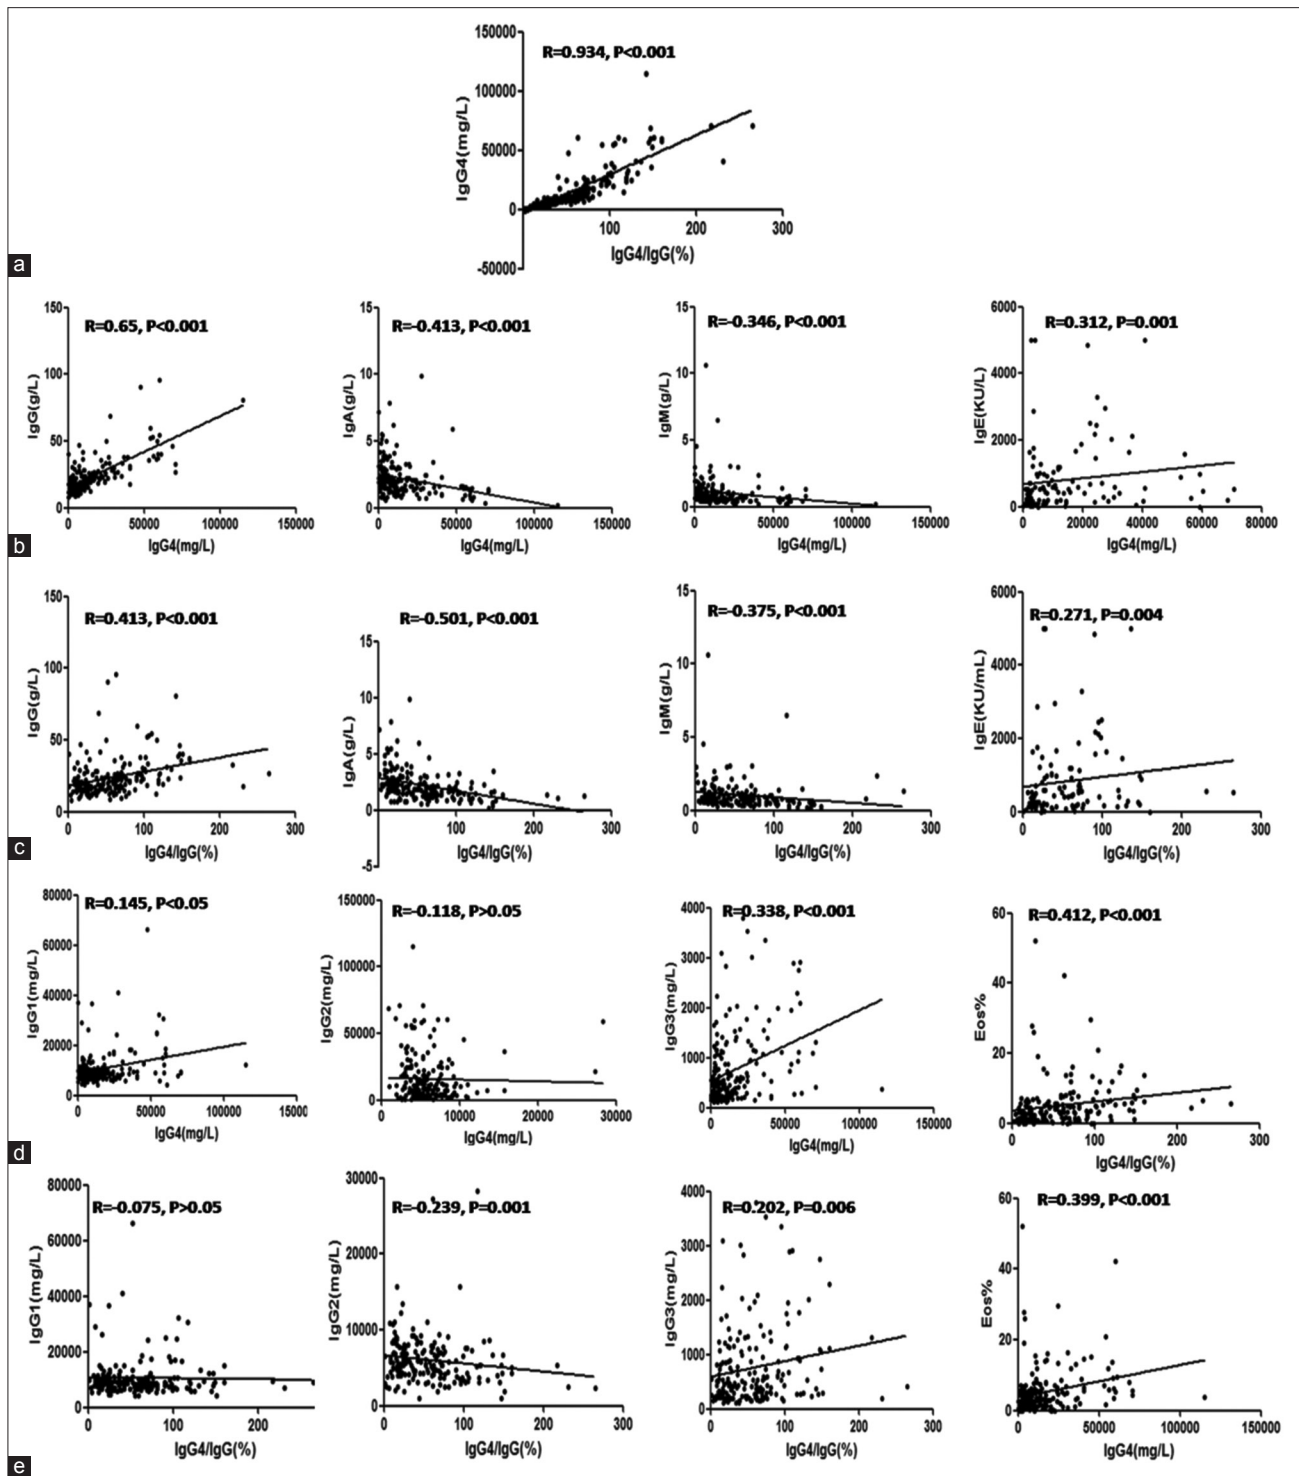 150000
R=0.934, P<0.001
100000
IgG4(mg/L)
50000
0
100 200 300
IgG4/IgG(%)
-50000
a
150
R=0.65, P<0.001
100
IgG(g/L)
50
0
0 50000 100000 150000
IgG4(mg/L)
15
R=-0.413, P<0.001
10
IgA(g/L)
5
0
0 50000 100000 150000
IgG4(mg/L)
15
R=-0.346, P<0.001
10
IgM(g/L)
5
0
0 50000 100000 150000
IgG4(mg/L)
6000
R=0.312, P=0.001
4000
IgE(KU/L)
2000
0
0 20000 40000 60000 80000
IgG4(mg/L)
b
150
R=0.413, P<0.001
100
IgG(g/L)
50
0
0 100 200 300
IgG4/IgG(%)
R=-0.501, P<0.001
15
10
IgA(g/L)
5
0
100 200 300
IgG4/IgG(%)
-5
15
R=-0.375, P<0.001
10
IgM(g/L)
5
0
0 100 200 300
IgG4/IgG(%)
6000
R=0.271, P=0.004
4000
IgE(KU/mL)
2000
0
0 100 200 300
IgG4/IgG(%)
c
80000
R=0.145, P<0.05
60000
IgG1(mg/L)
40000
20000
0
0 50000 100000 15000
IgG4(mg/L)
150000
R=-0.118, P>0.05
100000
IgG2(mg/L)
50000
0
0 10000 20000 30000
IgG4(mg/L)
4000
R=0.338, P<0.001
3000
IgG3(mg/L)
2000
1000
0
0 50000 100000 150000
IgG4(mg/L)
60
R=0.412, P<0.001
40
Eos%
20
0
0 100 200 300
IgG4/IgG(%)
d
80000
R=-0.075, P>0.05
60000
IgG1(mg/L)
40000
20000
0
0 100 200
IgG4/IgG(%)
30000
R=-0.239, P=0.001
20000
IgG2(mg/L)
10000
0
0 100 200 300
IgG4/IgG(%)
4000
R=0.202, P=0.006
3000
IgG3(mg/L)
2000
1000
0
0 100 200 300
IgG4/IgG(%)
60
R=0.399, P<0.001
40
Eos%
20
0
0 50000 100000 150000
IgG4(mg/L)
e